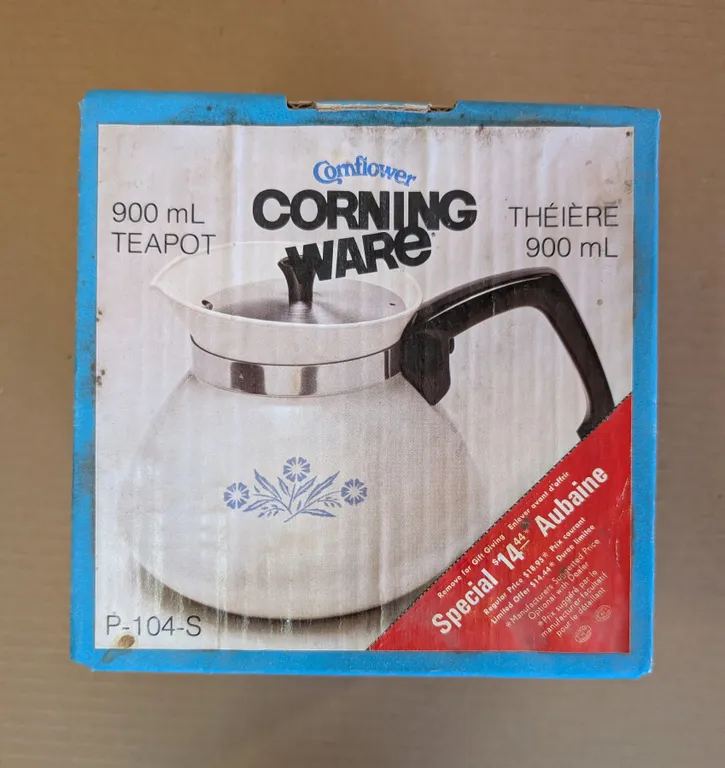 Cornflower
CORNING
WARE®
900 mL
TEAPOT
THÉIÈRE
900 mL
Remove for Gift Giving Enlever avant d'offrir
Special $14.44* Aubaine
Regular Price $18.95* Prix courant
Limited Offer $14.44* Durée limitée
*Manufacturers Suggested Price
Optional with Dealer
*Prix suggéré par le
manufacturier facultatif
pour le détaillant
P-104-S